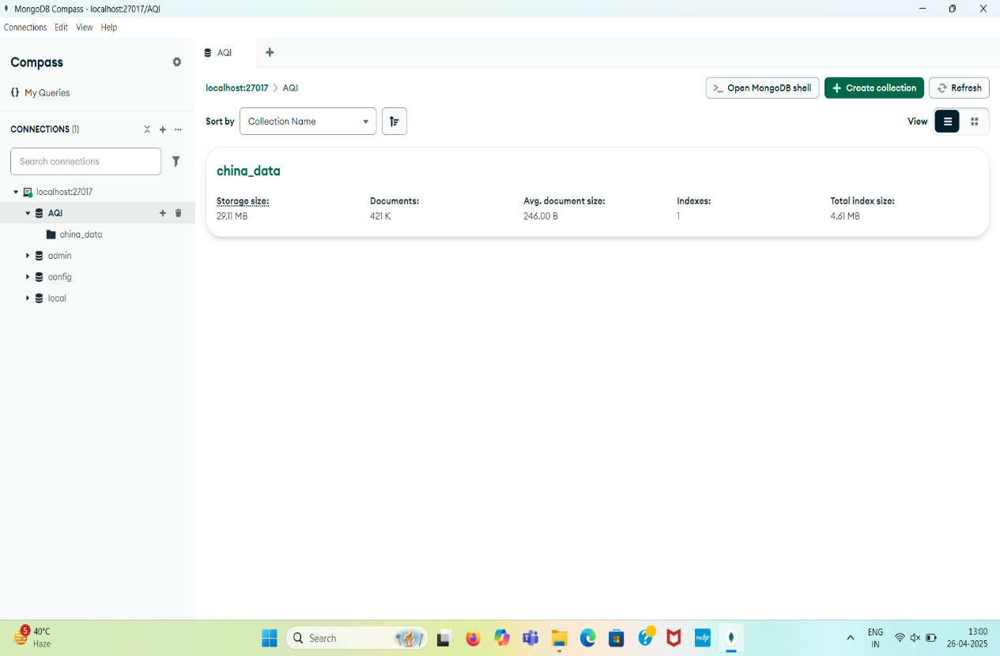 MongoDB Compass - localhost:27017/AQI
Connections Edit View Help
Compass
{} My Queries
CONNECTIONS (1)
Search connections
localhost:27017
AQI
china_data
admin
config
local
AQI
localhost:27017 > AQI
>_ Open MongoDB shell
+ Create collection
Refresh
Sort by Collection Name
View
china_data
Storage size: Documents: Avg. document size: Indexes: Total index size:
29.11 MB 421 K 246.00 B 1 4.61 MB
5
40°C
Haze
Search
myhp
ENG
IN
13:00
26-04-2025